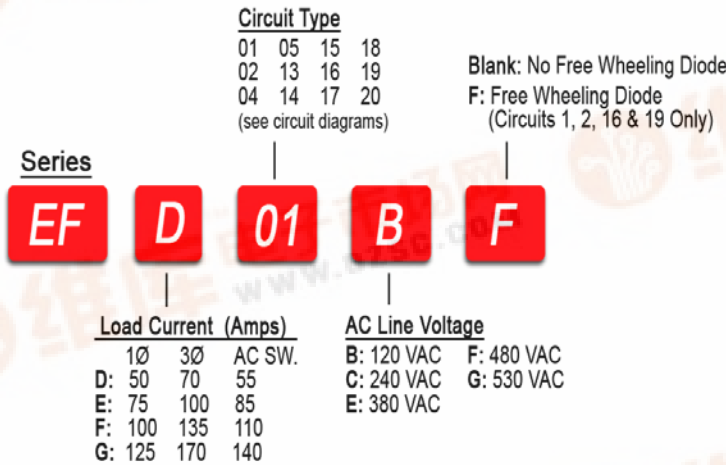 Circuit Type
01 05 15 18
02 13 16 19
04 14 17 20
(see circuit diagrams)
Blank: No Free Wheeling Diode
F: Free Wheeling Diode
(Circuits 1, 2, 16 & 19 Only)
Series
EF D 01 B F
Load Current (Amps)
1Ø 3Ø AC SW.
D: 50 70 55
E: 75 100 85
F: 100 135 110
G: 125 170 140
AC Line Voltage
B: 120 VAC F: 480 VAC
C: 240 VAC G: 530 VAC
E: 380 VAC